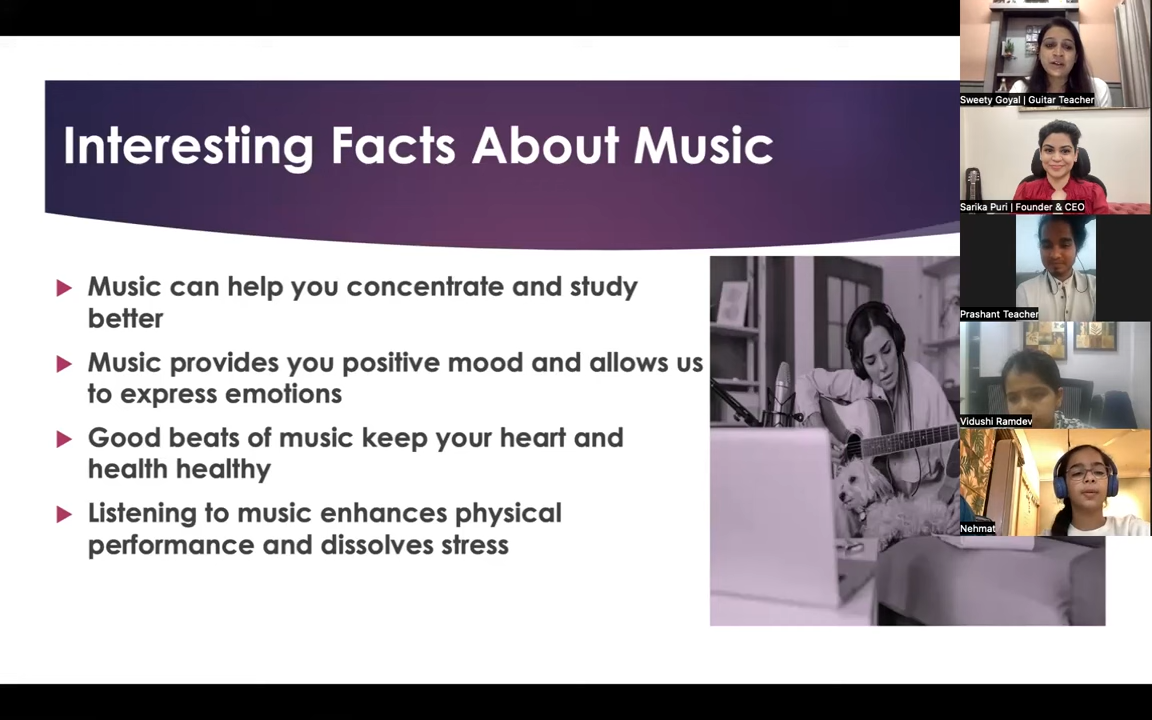 Interesting Facts About Music
Music can help you concentrate and study
better
Music provides you positive mood and allows us
to express emotions
Good beats of music keep your heart and
health healthy
Listening to music enhances physical
performance and dissolves stress
Sweety Goyal | Guitar Teacher
Sarika Puri | Founder & CEO
Prashant Teacher
Vidushi Ramdev
Nehmat